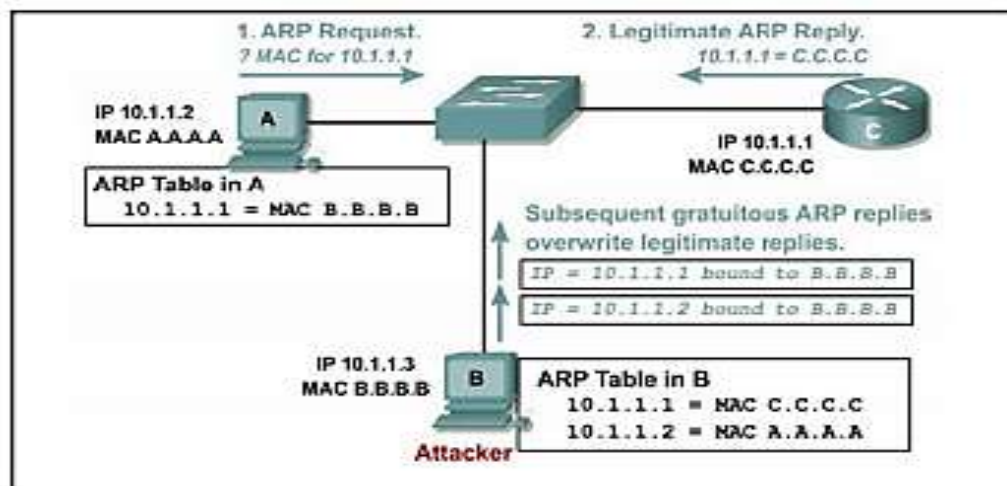 1. ARP Request.
? MAC for 10.1.1.1
2. Legitimate ARP Reply.
10.1.1.1 = C.C.C.C
IP 10.1.1.2
MAC A.A.A.A
A
C
IP 10.1.1.1
MAC C.C.C.C
ARP Table in A
10.1.1.1 = MAC B.B.B.B
Subsequent gratuitous ARP replies
overwrite legitimate replies.
IP = 10.1.1.1 bound to B.B.B.B
IP = 10.1.1.2 bound to B.B.B.B
IP 10.1.1.3
MAC B.B.B.B
B
Attacker
ARP Table in B
10.1.1.1 = MAC C.C.C.C
10.1.1.2 = MAC A.A.A.A